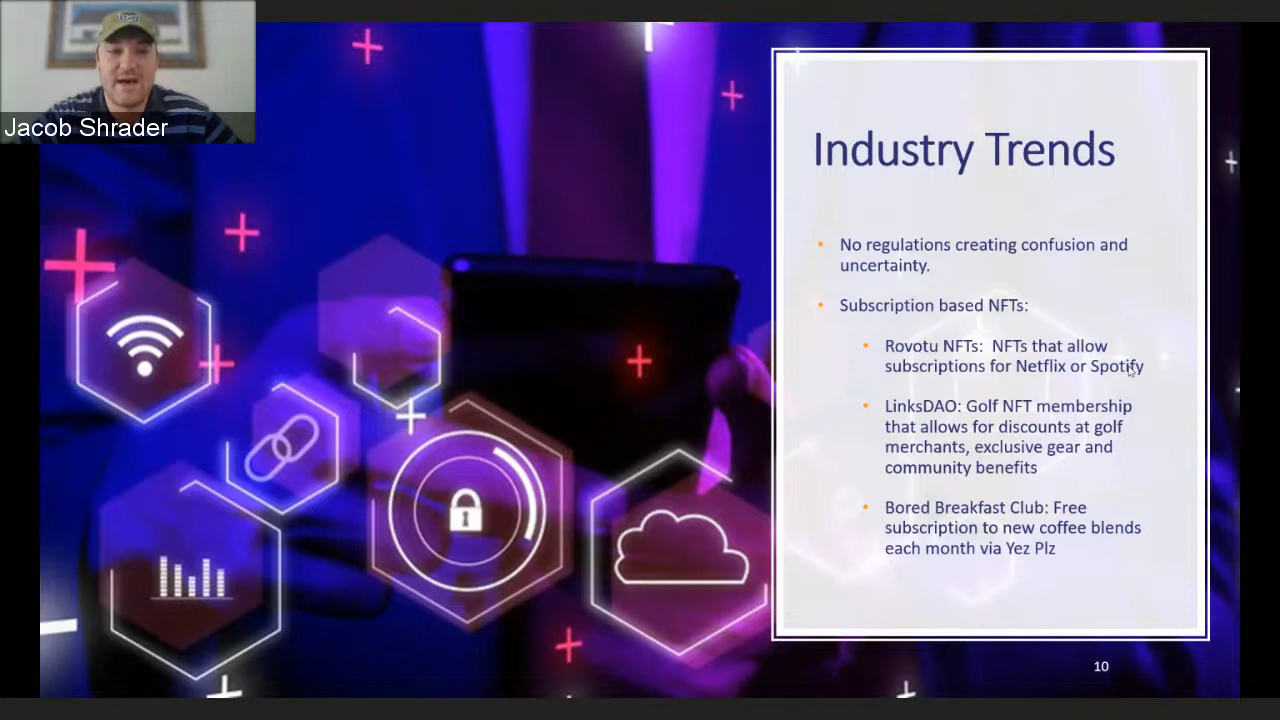 Jacob Shrader
Industry Trends
No regulations creating confusion and
uncertainty.
Subscription based NFTs:
Rovotu NFTs:  NFTs that allow
subscriptions for Netflix or Spotify
LinksDAO: Golf NFT membership
that allows for discounts at golf
merchants, exclusive gear and
community benefits
Bored Breakfast Club: Free
subscription to new coffee blends
each month via Yez Plz
10